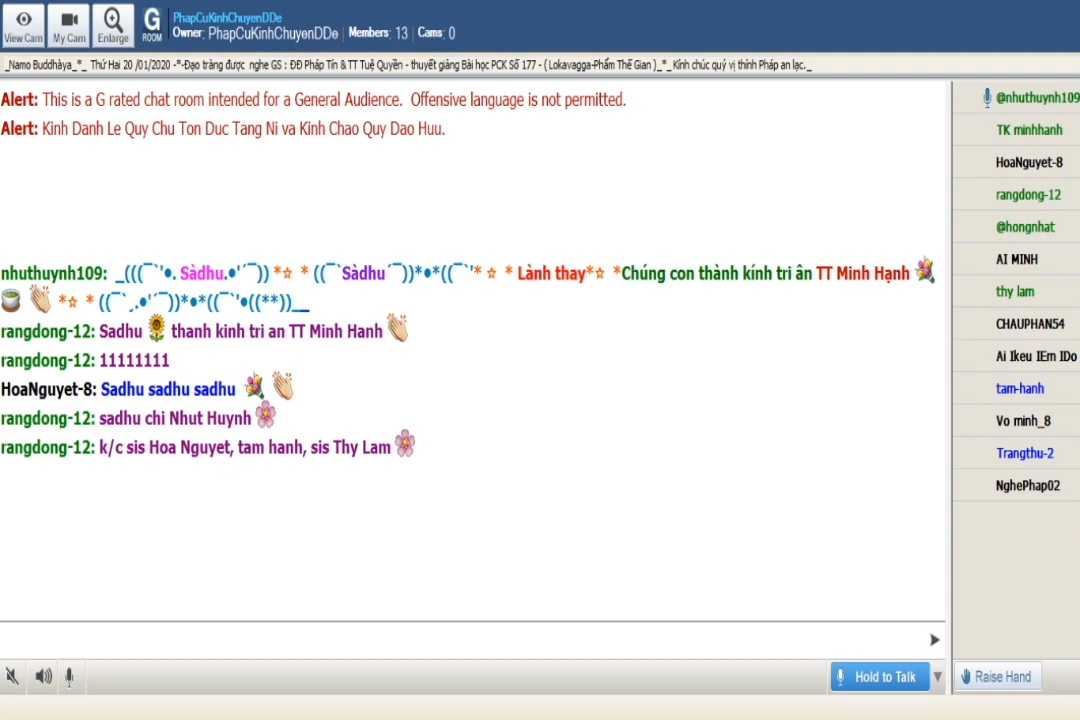 View Cam My Cam Enlarge G ROOM
PhapCuKinhChuyenDDe
Owner: PhapCuKinhChuyenDDe | Members: 13 | Cams: 0
_Namo Buddhàya_*_ Thứ Hai 20 /01/2020 -*-Đạo tràng được nghe GS : ĐĐ Pháp Tín & TT Tuệ Quyền - thuyết giảng Bài học PCK Số 177 - ( Lokavagga-Phẩm Thế Gian )_*_ Kính chúc quý vị thính Pháp an lạc._
Alert: This is a G rated chat room intended for a General Audience. Offensive language is not permitted.
Alert: Kinh Danh Le Quy Chu Ton Duc Tang Ni va Kinh Chao Quy Dao Huu.
nhuthuynh109: _(((¯`'•. Sàdhu.•'´¯)) *☆ * ((¯`Sàdhu´¯))*•*((¯`'* ☆ * Lành thay*☆ *Chúng con thành kính tri ân TT Minh Hạnh 💐
🍵 👏 *☆ * ((¯`¸.•'´¯))*•*((¯`'•((**))__
rangdong-12: Sadhu 🌻 thanh kinh tri an TT Minh Hanh 👏
rangdong-12: 11111111
HoaNguyet-8: Sadhu sadhu sadhu 💐 👏
rangdong-12: sadhu chi Nhut Huynh 🌸
rangdong-12: k/c sis Hoa Nguyet, tam hanh, sis Thy Lam 🌸
@nhuthuynh109
TK minhhanh
HoaNguyet-8
rangdong-12
@hongnhat
AI MINH
thy lam
CHAUPHAN54
Ai Ikeu IEm IDo
tam-hanh
Vo minh_8
Trangthu-2
NghePhap02
Hold to Talk
Raise Hand